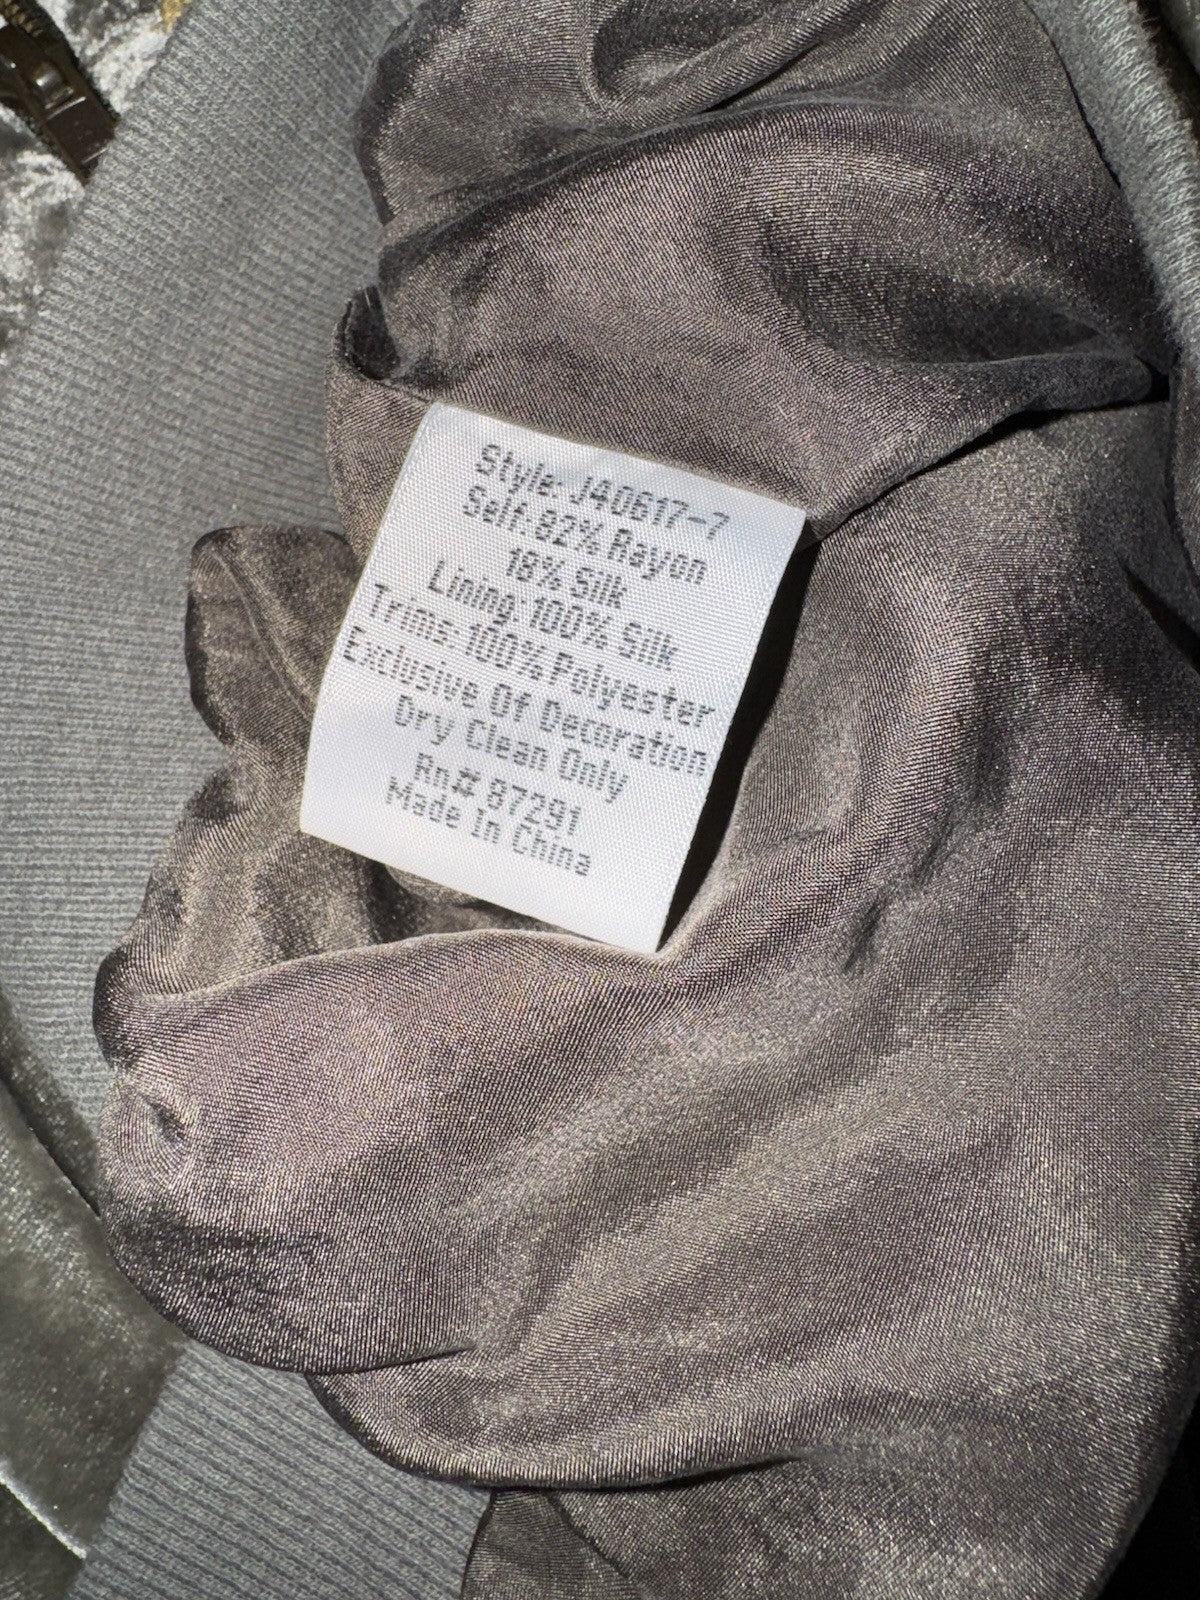 Style: J40617-7
Self:82% Rayon
18% Silk
Lining:100% Silk
Trims:100% Polyester
Exclusive Of Decoration
Dry Clean Only
Rn# 87291
Made In China